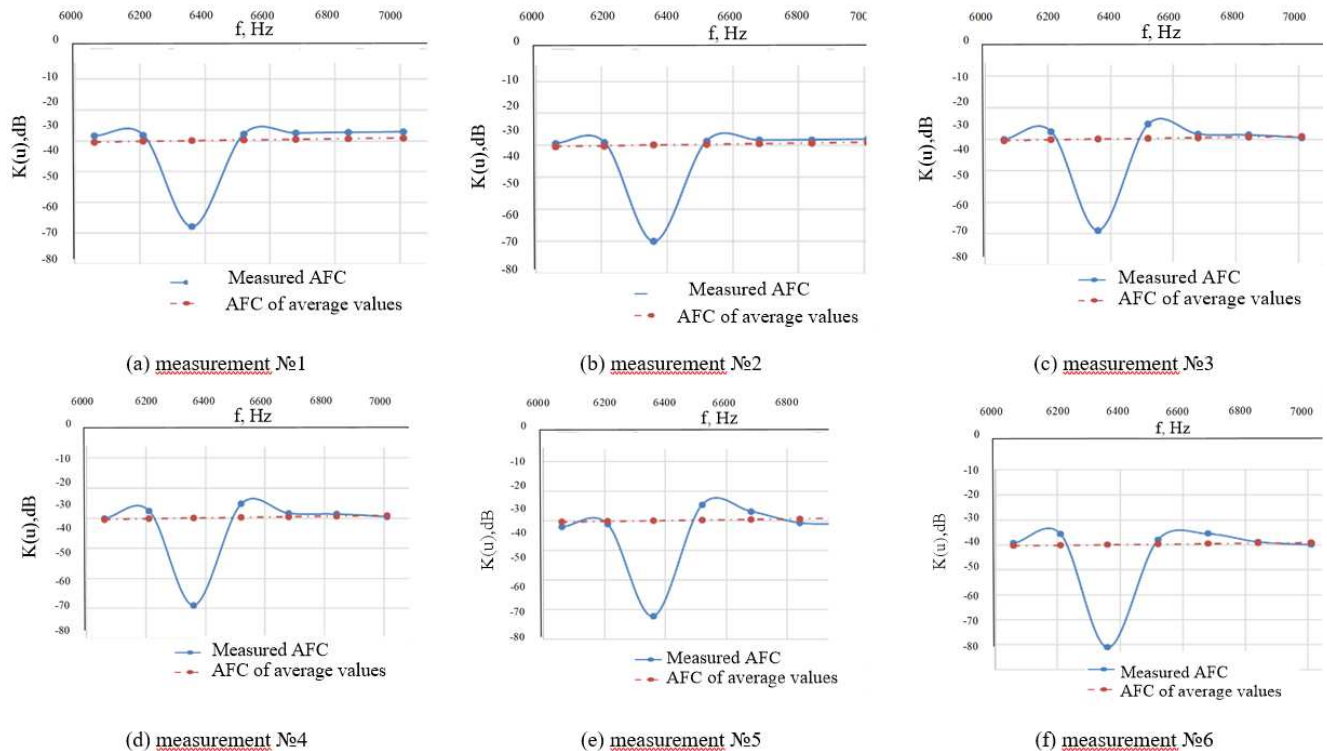 6000 6200 6400 6600 6800 7000
f, Hz
0
-10
-20
-30
-40
-50
-60
-70
-80
K(u),dB
Measured AFC
AFC of average values
(a) measurement №1
6000 6200 6400 6600 6800 7000
f, Hz
0
-10
-20
-30
-40
-50
-60
-70
-80
K(u),dB
Measured AFC
AFC of average values
(b) measurement №2
6000 6200 6400 6600 6800 7000
f, Hz
0
-10
-20
-30
-40
-50
-60
-70
-80
K(u),dB
Measured AFC
AFC of average values
(c) measurement №3
6000 6200 6400 6600 6800 7000
f, Hz
0
-10
-20
-30
-40
-50
-60
-70
-80
K(u),dB
Measured AFC
AFC of average values
(d) measurement №4
6000 6200 6400 6600 6800
f, Hz
0
-10
-20
-30
-40
-50
-60
-70
-80
K(u),dB
Measured AFC
AFC of average values
(e) measurement №5
6000 6200 6400 6600 6800 7000
f, Hz
0
-10
-20
-30
-40
-50
-60
-70
-80
K(u),dB
Measured AFC
AFC of average values
(f) measurement №6